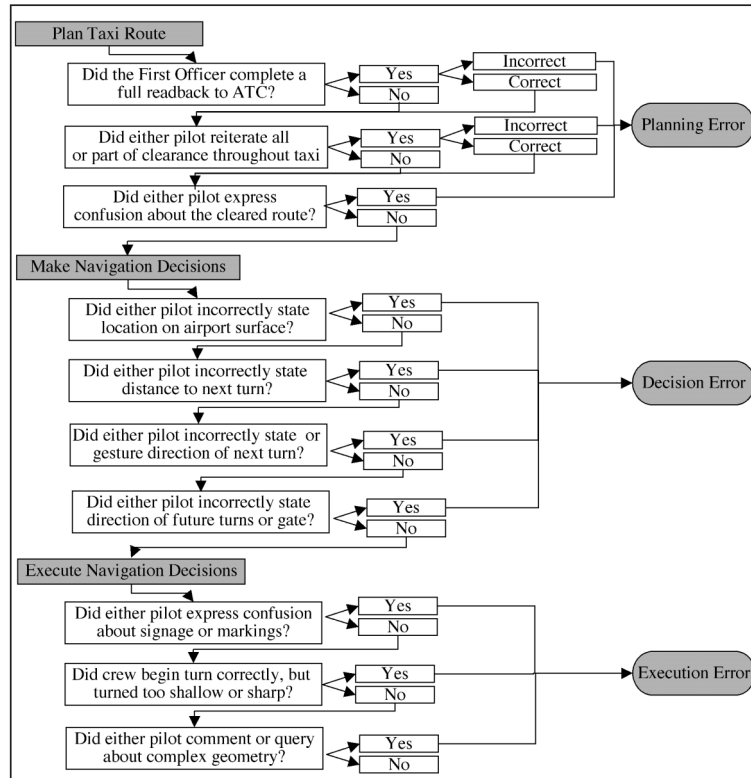 Plan Taxi Route
Did the First Officer complete a
full readback to ATC?
Yes
No
Incorrect
Correct
Did either pilot reiterate all
or part of clearance throughout taxi
Yes
No
Incorrect
Correct
Planning Error
Did either pilot express
confusion about the cleared route?
Yes
No
Make Navigation Decisions
Did either pilot incorrectly state
location on airport surface?
Yes
No
Did either pilot incorrectly state
distance to next turn?
Yes
No
Decision Error
Did either pilot incorrectly state or
gesture direction of next turn?
Yes
No
Did either pilot incorrectly state
direction of future turns or gate?
Yes
No
Execute Navigation Decisions
Did either pilot express confusion
about signage or markings?
Yes
No
Did crew begin turn correctly, but
turned too shallow or sharp?
Yes
No
Execution Error
Did either pilot comment or query
about complex geometry?
Yes
No